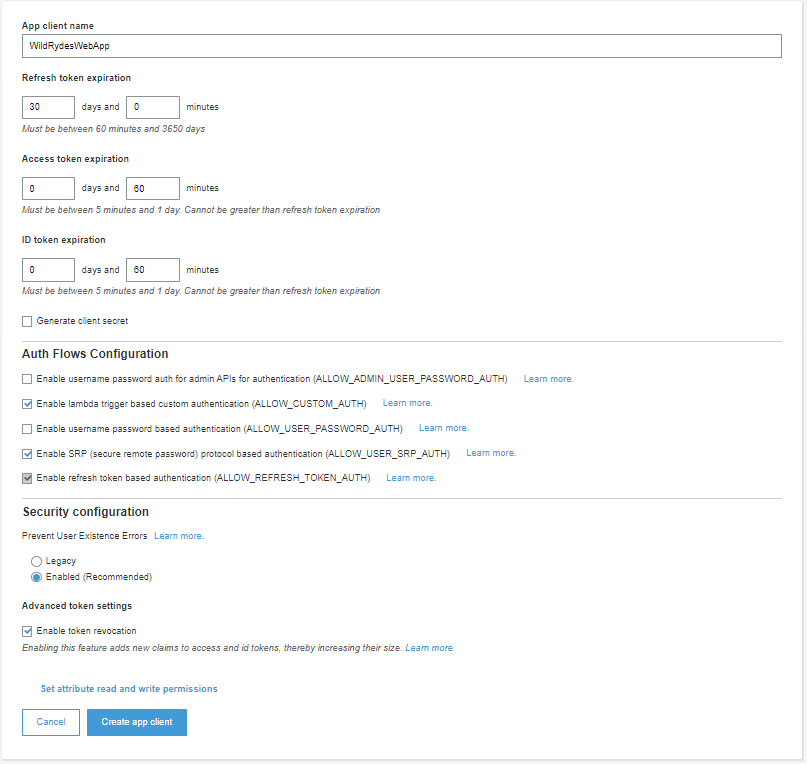 App client name
WildRydesWebApp
Refresh token expiration
30 days and 0 minutes
Must be between 60 minutes and 3650 days
Access token expiration
0 days and 60 minutes
Must be between 5 minutes and 1 day. Cannot be greater than refresh token expiration
ID token expiration
0 days and 60 minutes
Must be between 5 minutes and 1 day. Cannot be greater than refresh token expiration
Generate client secret
Auth Flows Configuration
Enable username password auth for admin APIs for authentication (ALLOW_ADMIN_USER_PASSWORD_AUTH) Learn more.
Enable lambda trigger based custom authentication (ALLOW_CUSTOM_AUTH) Learn more.
Enable username password based authentication (ALLOW_USER_PASSWORD_AUTH) Learn more.
Enable SRP (secure remote password) protocol based authentication (ALLOW_USER_SRP_AUTH) Learn more.
Enable refresh token based authentication (ALLOW_REFRESH_TOKEN_AUTH) Learn more.
Security configuration
Prevent User Existence Errors Learn more.
Legacy
Enabled (Recommended)
Advanced token settings
Enable token revocation
Enabling this feature adds new claims to access and id tokens, thereby increasing their size. Learn more.
Set attribute read and write permissions
Cancel Create app client